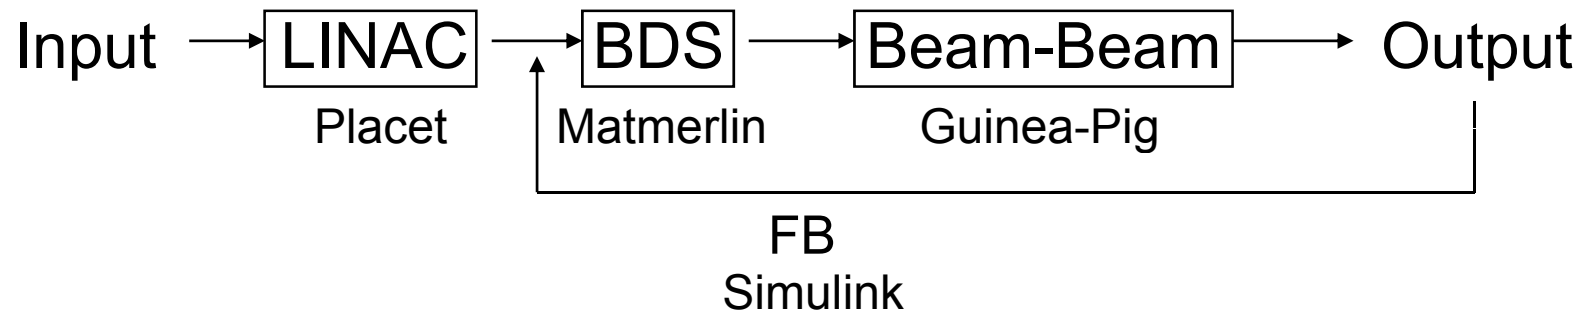 Input LINAC BDS Beam-Beam Output
Placet Matmerlin Guinea-Pig
FB
Simulink